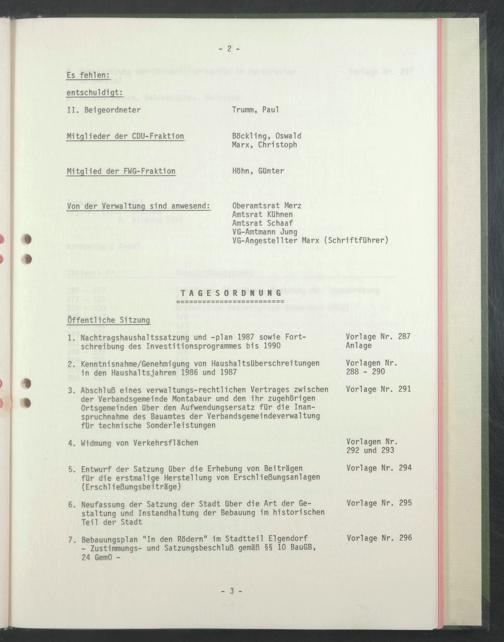 - 2 -
Es fehlen:
entschuldigt:
II. Beigeordneter Trumm, Paul
Mitglieder der CDU-Fraktion Böckling, Oswald
Marx, Christoph
Mitglied der FWG-Fraktion Höhn, Günter
Von der Verwaltung sind anwesend: Oberamtsrat Merz
Amtsrat Kühnen
Amtsrat Schaaf
VG-Amtmann Jung
VG-Angestellter Marx (Schriftführer)
T A G E S O R D N U N G
========================
Öffentliche Sitzung
1. Nachtragshaushaltssatzung und -plan 1987 sowie Fort- Vorlage Nr. 287
schreibung des Investitionsprogrammes bis 1990 Anlage
2. Kenntnisnahme/Genehmigung von Haushaltsüberschreitungen Vorlagen Nr.
in den Haushaltsjahren 1986 und 1987 288 - 290
3. Abschluß eines verwaltungs-rechtlichen Vertrages zwischen Vorlage Nr. 291
der Verbandsgemeinde Montabaur und den ihr zugehörigen
Ortsgemeinden über den Aufwendungsersatz für die Inan-
spruchnahme des Bauamtes der Verbandsgemeindeverwaltung
für technische Sonderleistungen
4. Widmung von Verkehrsflächen Vorlagen Nr.
292 und 293
5. Entwurf der Satzung über die Erhebung von Beiträgen Vorlage Nr. 294
für die erstmalige Herstellung von Erschließungsanlagen
(Erschließungsbeiträge)
6. Neufassung der Satzung der Stadt über die Art der Ge- Vorlage Nr. 295
staltung und Instandhaltung der Bebauung im historischen
Teil der Stadt
7. Bebauungsplan "In den Rödern" im Stadtteil Elgendorf Vorlage Nr. 296
- Zustimmungs- und Satzungsbeschluß gemäß §§ 10 BauGB,
24 GemO -
- 3 -